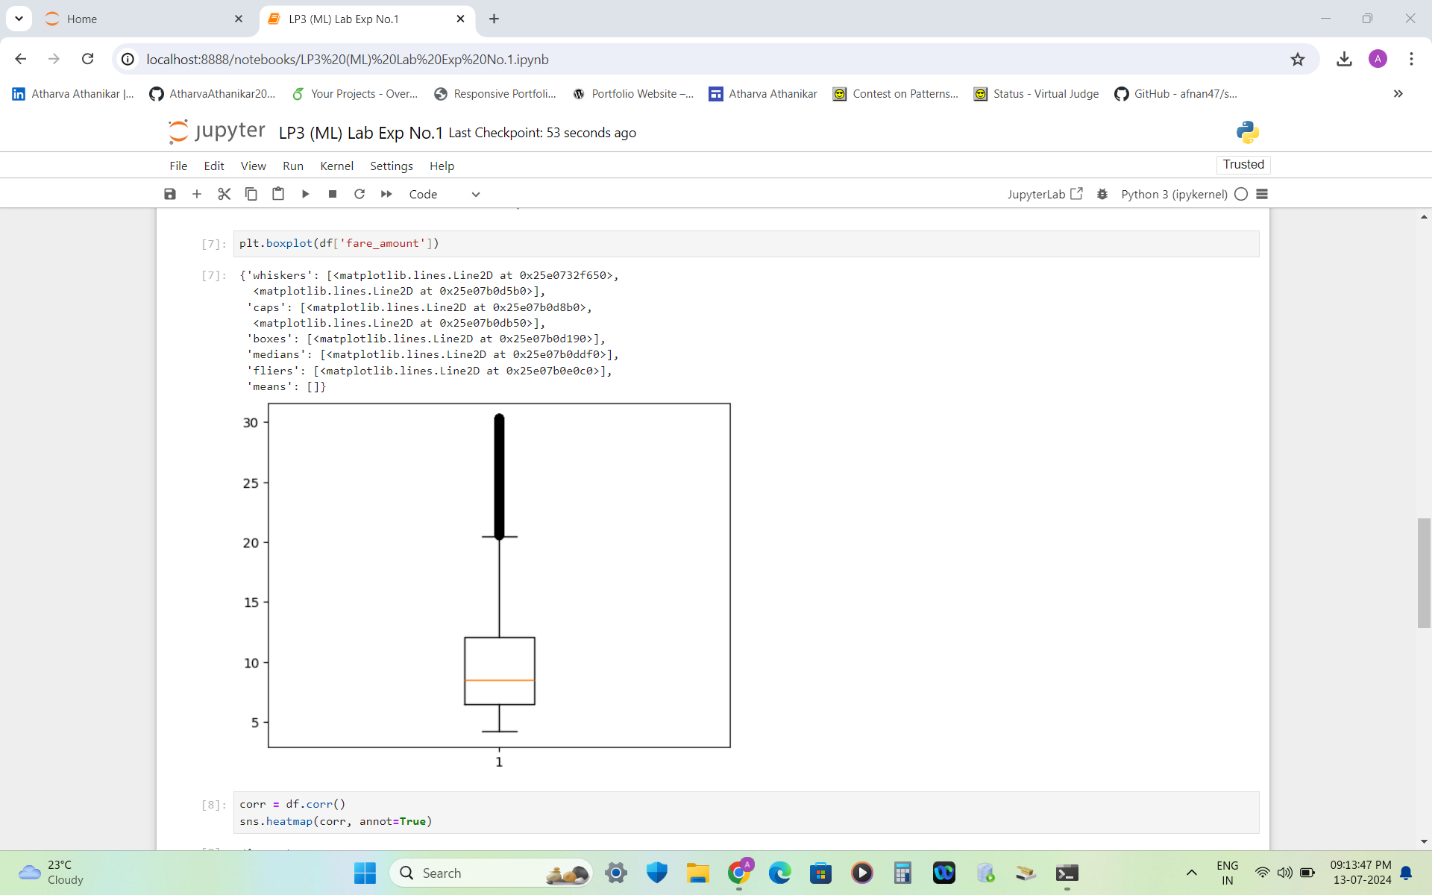 Home
LP3 (ML) Lab Exp No.1
localhost:8888/notebooks/LP3%20(ML)%20Lab%20Exp%20No.1.ipynb
A
Atharva Athanikar |...
AtharvaAthanikar20...
Your Projects - Over...
Responsive Portfoli...
Portfolio Website –...
Atharva Athanikar
Contest on Patterns...
Status - Virtual Judge
GitHub - afnan47/s...
jupyter LP3 (ML) Lab Exp No.1 Last Checkpoint: 53 seconds ago
File Edit View Run Kernel Settings Help
Trusted
Code
JupyterLab
Python 3 (ipykernel)
[7]: plt.boxplot(df['fare_amount'])
[7]: {'whiskers': [<matplotlib.lines.Line2D at 0x25e0732f650>,
<matplotlib.lines.Line2D at 0x25e07b0d5b0>],
'caps': [<matplotlib.lines.Line2D at 0x25e07b0d8b0>,
<matplotlib.lines.Line2D at 0x25e07b0db50>],
'boxes': [<matplotlib.lines.Line2D at 0x25e07b0d190>],
'medians': [<matplotlib.lines.Line2D at 0x25e07b0ddf0>],
'fliers': [<matplotlib.lines.Line2D at 0x25e07b0e0c0>],
'means': []}
30
25
20
15
10
5
1
[8]: corr = df.corr()
sns.heatmap(corr, annot=True)
23°C
Cloudy
Search
A
ENG
IN
09:13:47 PM
13-07-2024